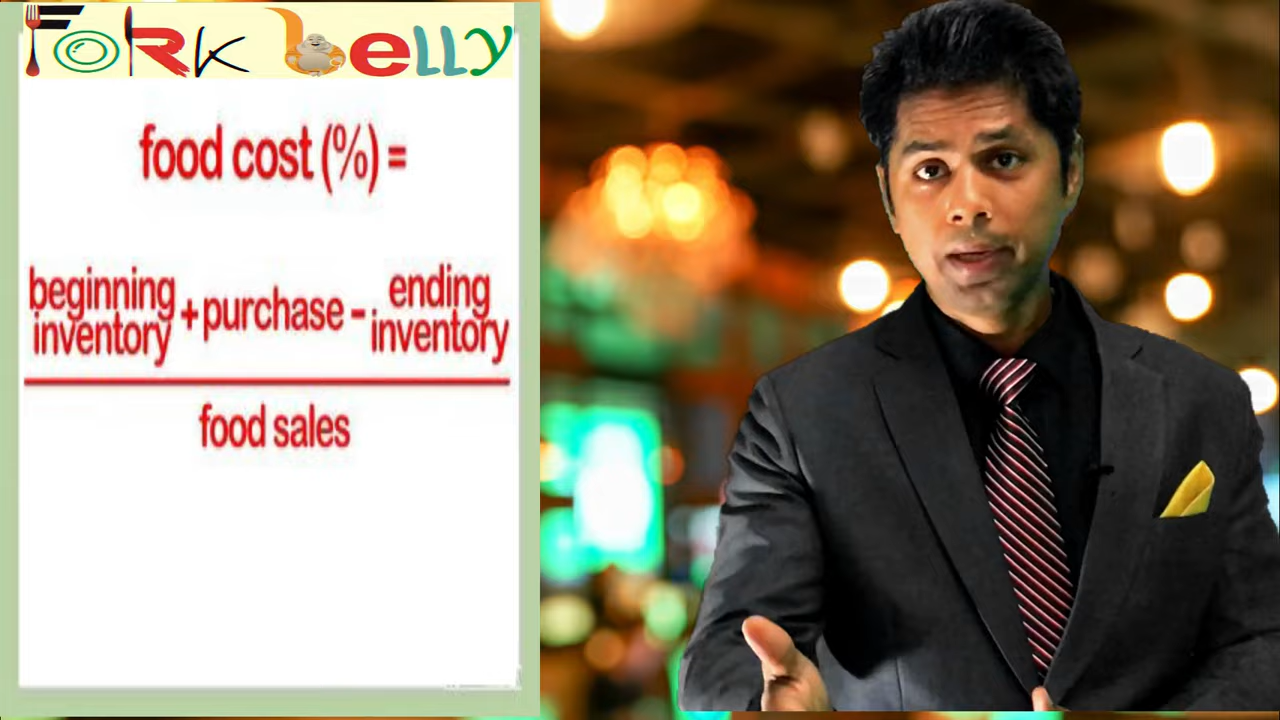 FORK belly
food cost (%) =
beginning inventory + purchase - ending inventory
food sales